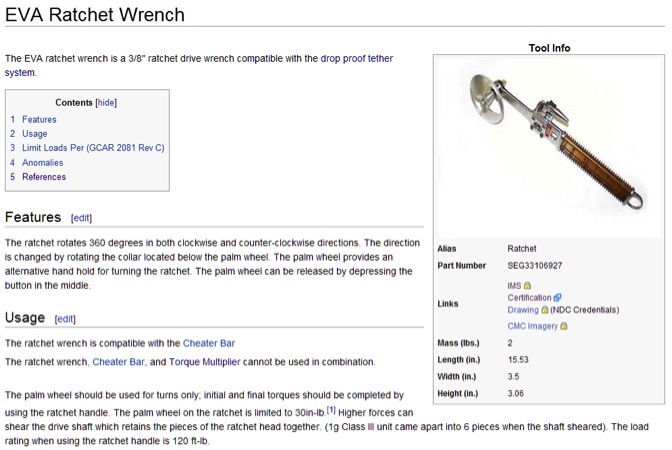 EVA Ratchet Wrench
The EVA ratchet wrench is a 3/8" ratchet drive wrench compatible with the drop proof tether
system.
Contents [hide]
1 Features
2 Usage
3 Limit Loads Per (GCAR 2081 Rev C)
4 Anomalies
5 References
Features [edit]
The ratchet rotates 360 degrees in both clockwise and counter-clockwise directions. The direction
is changed by rotating the collar located below the palm wheel. The palm wheel provides an
alternative hand hold for turning the ratchet. The palm wheel can be released by depressing the
button in the middle.
Usage [edit]
The ratchet wrench is compatible with the Cheater Bar
The ratchet wrench, Cheater Bar, and Torque Multiplier cannot be used in combination.
The palm wheel should be used for turns only; initial and final torques should be completed by
using the ratchet handle. The palm wheel on the ratchet is limited to 30in-lb.[1] Higher forces can
shear the drive shaft which retains the pieces of the ratchet head together. (1g Class III unit came apart into 6 pieces when the shaft sheared). The load
rating when using the ratchet handle is 120 ft-lb.
Tool Info
Alias Ratchet
Part Number SEG33106927
Links IMS
Certification
Drawing (NDC Credentials)
CMC Imagery
Mass (lbs.) 2
Length (in.) 15.53
Width (in.) 3.5
Height (in.) 3.06